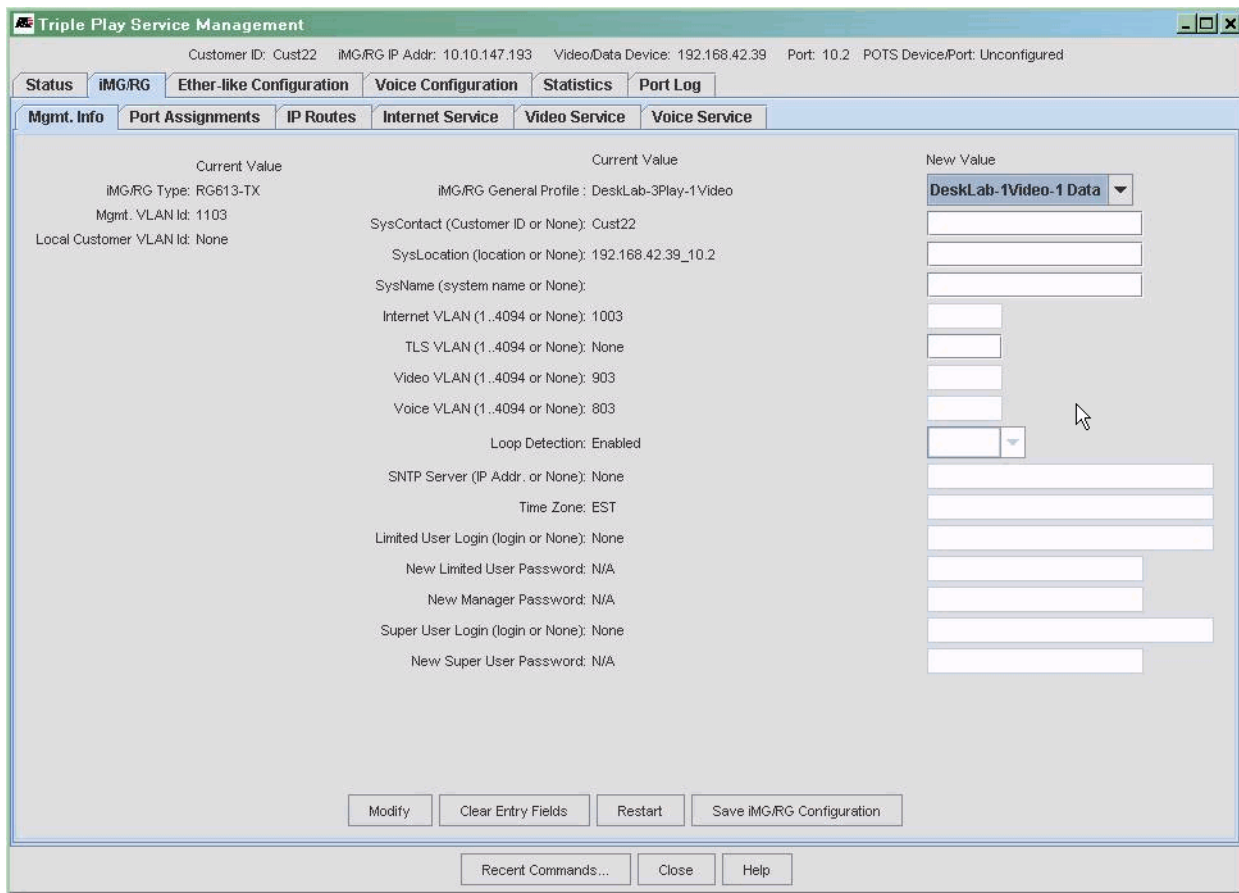 Triple Play Service Management
Customer ID: Cust22 iMG/RG IP Addr: 10.10.147.193 Video/Data Device: 192.168.42.39 Port: 10.2 POTS Device/Port: Unconfigured
Status iMG/RG Ether-like Configuration Voice Configuration Statistics Port Log
Mgmt. Info Port Assignments IP Routes Internet Service Video Service Voice Service
Current Value Current Value New Value
iMG/RG Type: RG613-TX iMG/RG General Profile : DeskLab-3Play-1Video DeskLab-1Video-1 Data
Mgmt. VLAN Id: 1103
SysContact (Customer ID or None): Cust22
Local Customer VLAN Id: None
SysLocation (location or None): 192.168.42.39_10.2
SysName (system name or None):
Internet VLAN (1..4094 or None): 1003
TLS VLAN (1..4094 or None): None
Video VLAN (1..4094 or None): 903
Voice VLAN (1..4094 or None): 803
Loop Detection: Enabled
SNTP Server (IP Addr. or None): None
Time Zone: EST
Limited User Login (login or None): None
New Limited User Password: N/A
New Manager Password: N/A
Super User Login (login or None): None
New Super User Password: N/A
Modify Clear Entry Fields Restart Save iMG/RG Configuration
Recent Commands... Close Help